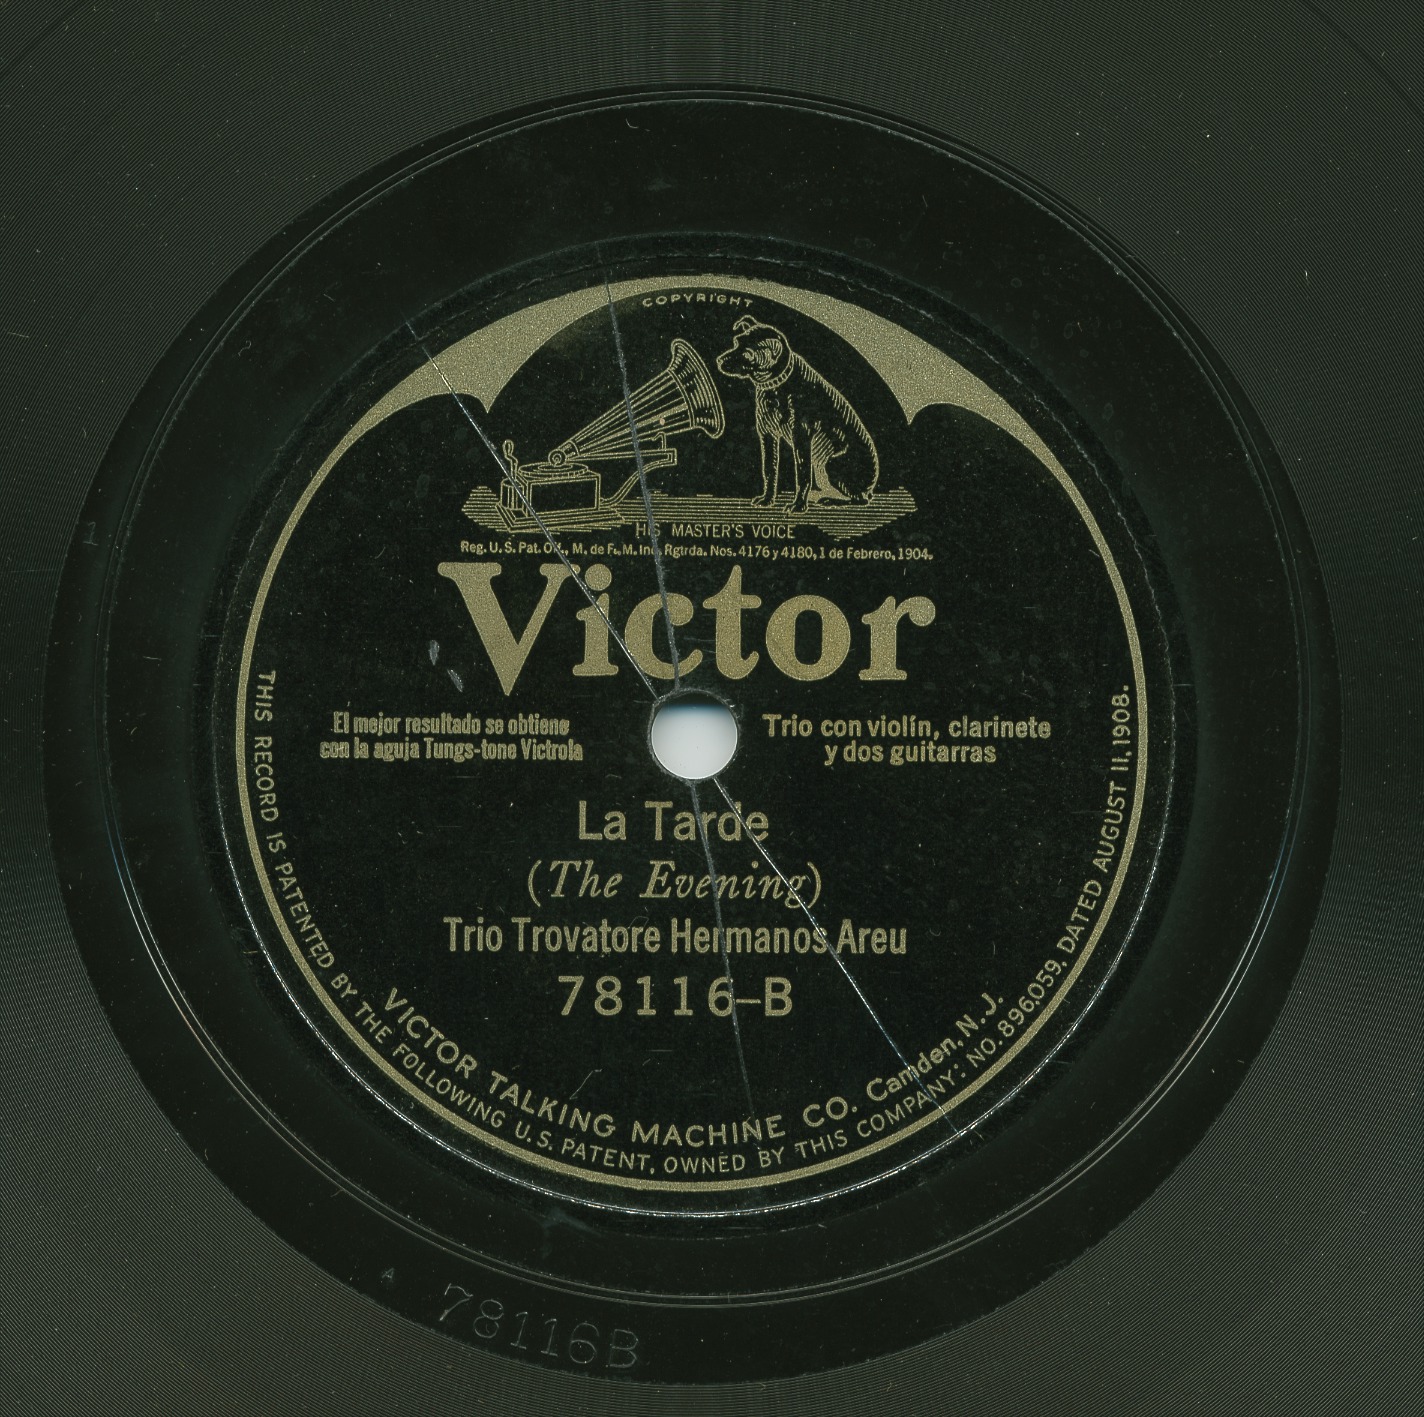 COPYRIGHT
HIS MASTER'S VOICE
Reg. U. S. Pat. Off., M. de F., M. Ind. Rgtrda. Nos. 4176 y 4180, 1 de Febrero, 1904.
Victor
El mejor resultado se obtiene
con la aguja Tungs-tone Victrola
Trio con violín, clarinete
y dos guitarras
La Tarde
(The Evening)
Trio Trovatore Hermanos Areu
78116-B
VICTOR TALKING MACHINE CO. Camden, N. J.
THIS RECORD IS PATENTED BY THE FOLLOWING U.S. PATENT, OWNED BY THIS COMPANY: NO. 896,059, DATED AUGUST 11, 1908.
A 78116B
1